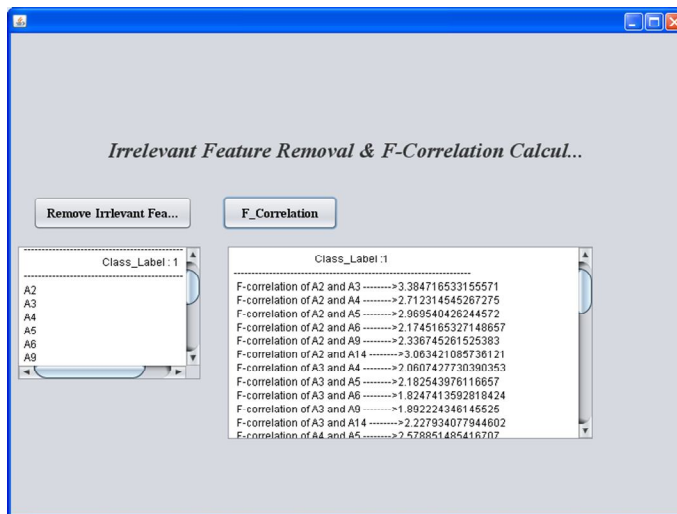 Irrelevant Feature Removal & F-Correlation Calcul...
Remove Irrlevant Fea...
F_Correlation
--------------------------------------------
Class_Label : 1
--------------------------------------------
A2
A3
A4
A5
A6
A9
Class_Label :1
----------------------------------------------------------------
F-correlation of A2 and A3 -------->3.384716533155571
F-correlation of A2 and A4 -------->2.712314545267275
F-correlation of A2 and A5 -------->2.969540426244572
F-correlation of A2 and A6 -------->2.1745165327148657
F-correlation of A2 and A9 -------->2.336745261525383
F-correlation of A2 and A14 -------->3.063421085736121
F-correlation of A3 and A4 -------->2.0607427730390353
F-correlation of A3 and A5 -------->2.182543976116657
F-correlation of A3 and A6 -------->1.8247413592818424
F-correlation of A3 and A9 -------->1.892224346145525
F-correlation of A3 and A14 -------->2.227934077944602
F-correlation of A4 and A5 -------->2.578851485416707